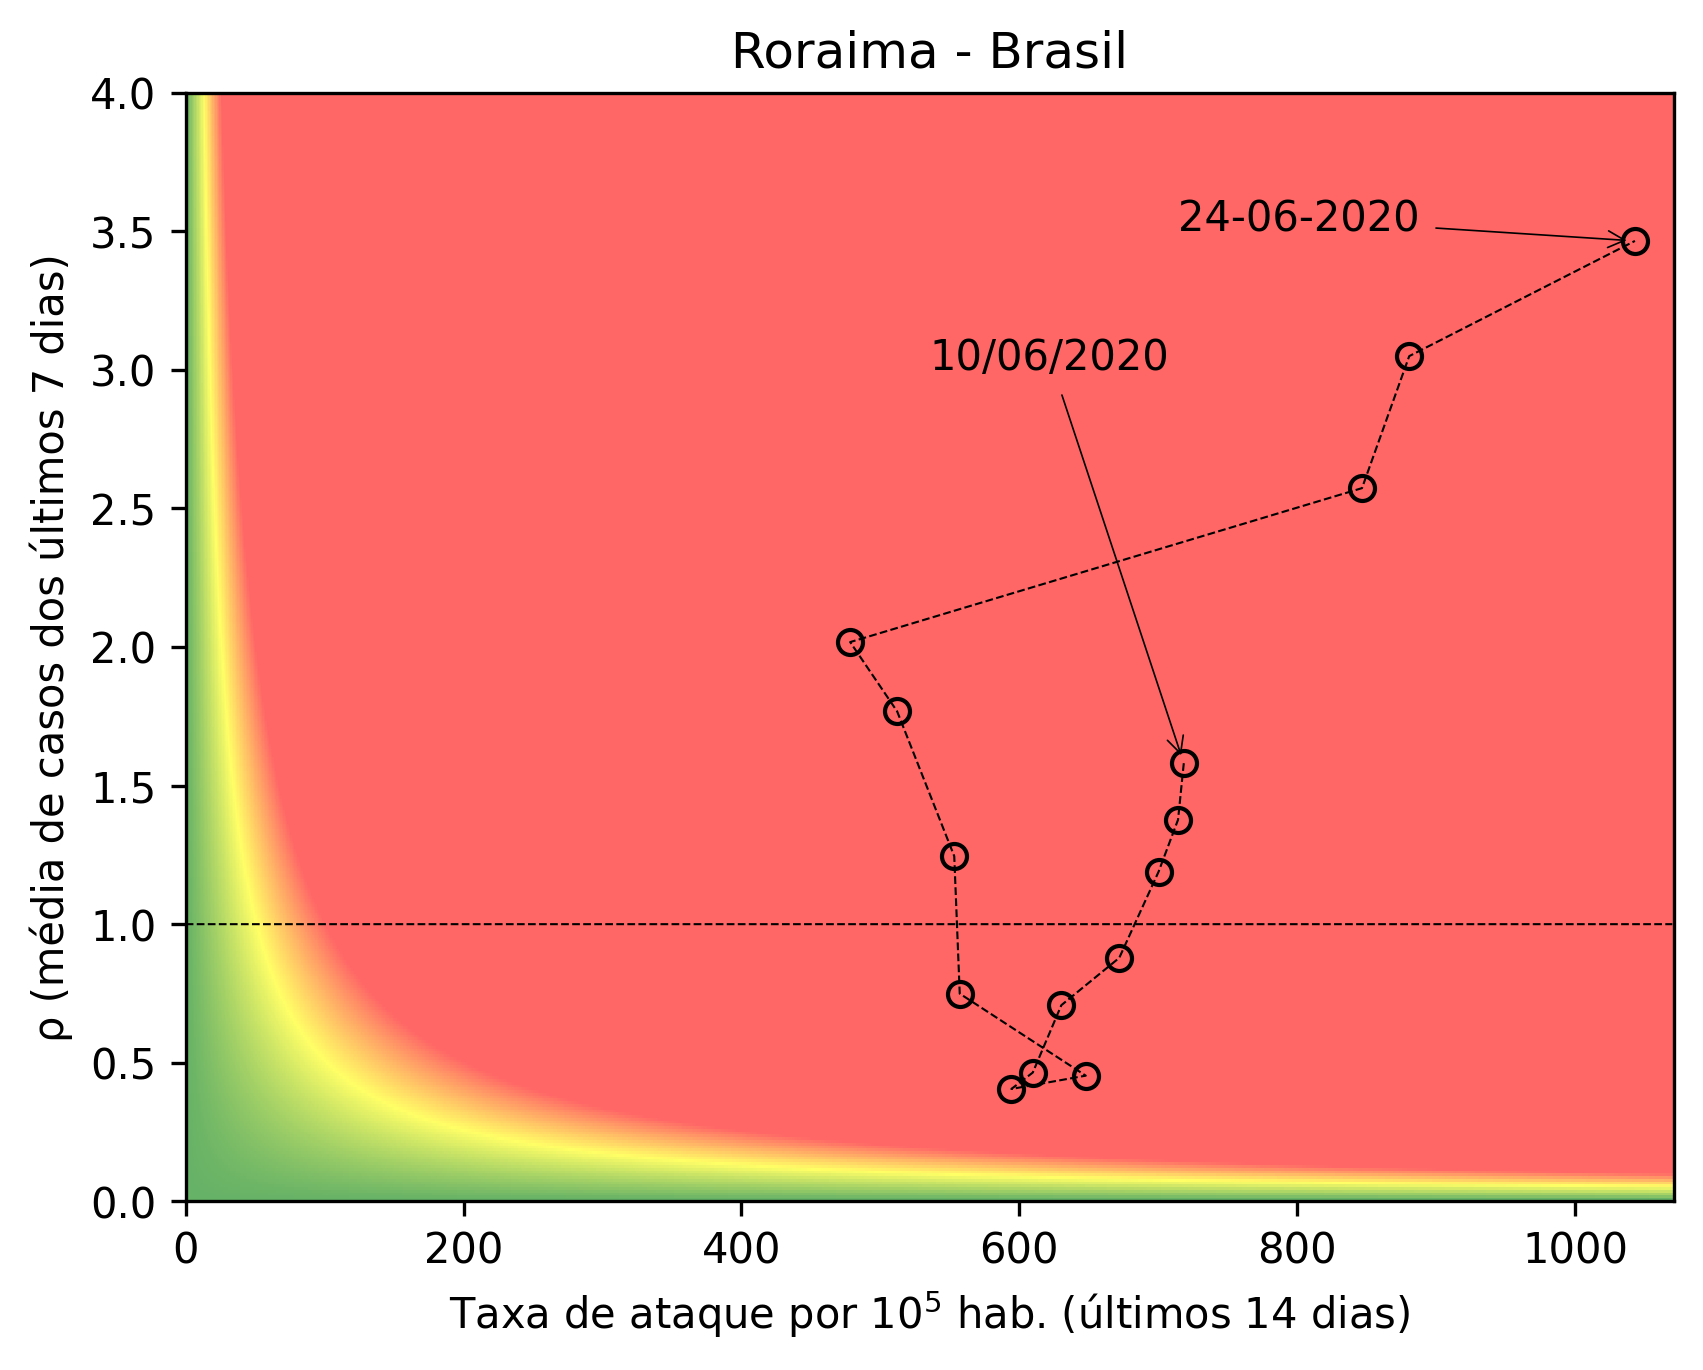 Roraima - Brasil
4.0
3.5
3.0
2.5
2.0
1.5
1.0
0.5
0.0
ρ (média de casos dos últimos 7 dias)
24-06-2020
10/06/2020
0 200 400 600 800 1000
Taxa de ataque por 10⁵ hab. (últimos 14 dias)